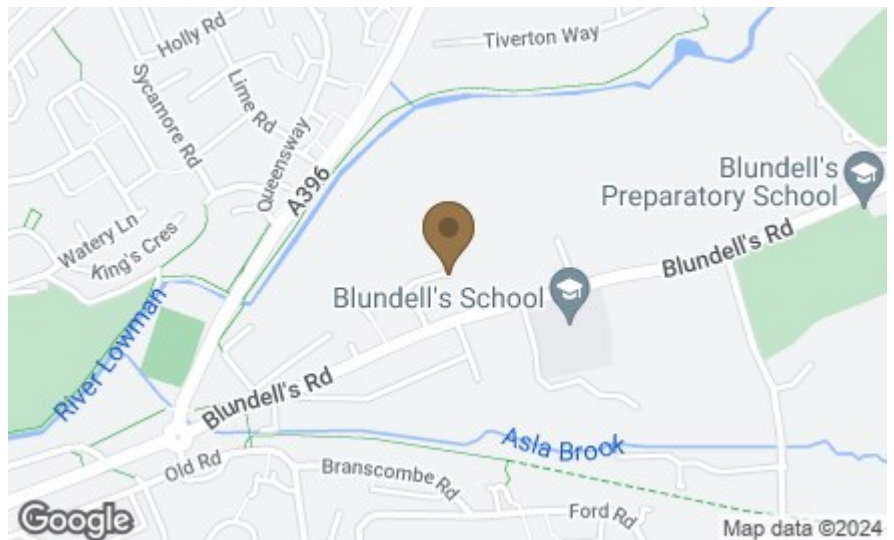 Holly Rd
Tiverton Way
Sycamore Rd
Lime Rd
Queensway
A396
Blundell's
Preparatory School
Watery Ln
King's Cres
Blundell's Rd
Blundell's School
River Lowman
Blundell's Rd
Asla Brook
Old Rd
Branscombe Rd
Ford Rd
Google
Map data ©2024